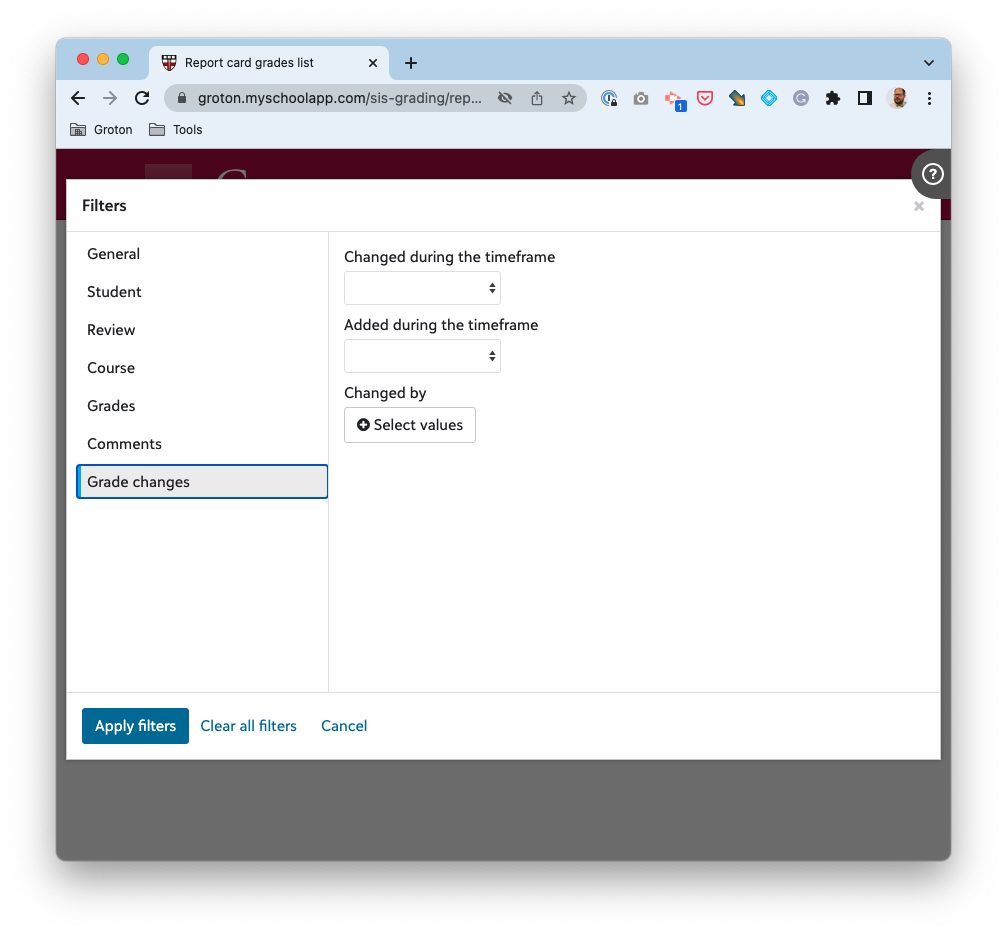 Report card grades list
groton.myschoolapp.com/sis-grading/rep...
1
Groton
Tools
Filters
General
Student
Review
Course
Grades
Comments
Grade changes
Changed during the timeframe
Added during the timeframe
Changed by
Select values
Apply filters
Clear all filters
Cancel